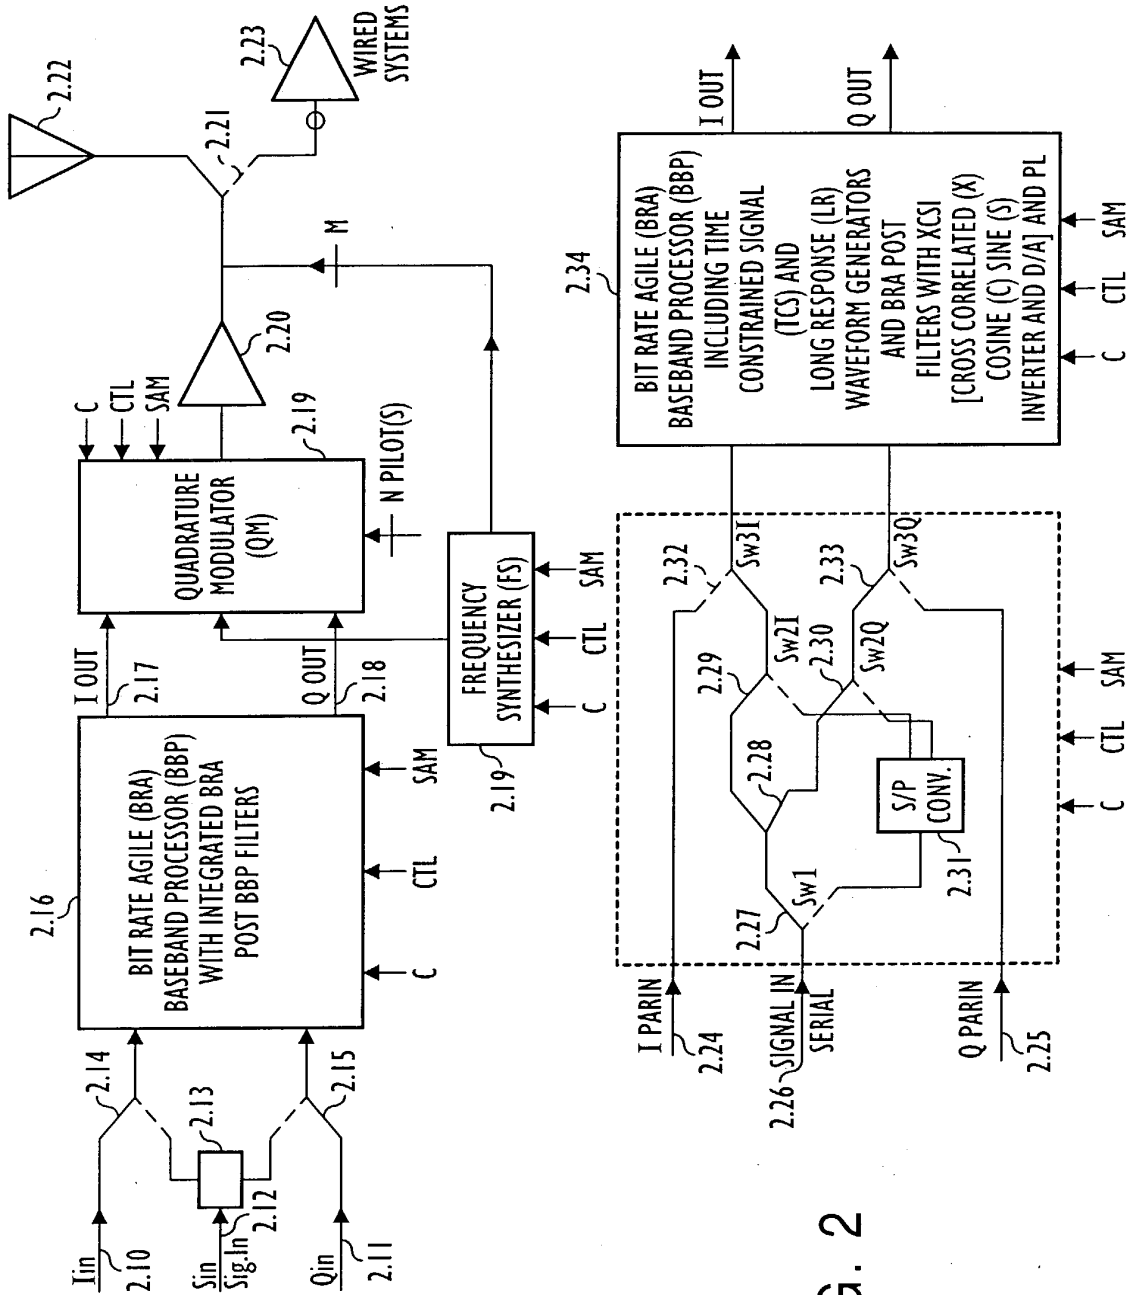 2.22
2.23
WIRED
SYSTEMS
2.21
M
2.20
C
CTL
SAM
2.19
QUADRATURE
MODULATOR
(QM)
N PILOT(S)
I OUT
2.17
Q OUT
2.18
FREQUENCY
SYNTHESIZER (FS)
2.19
C
CTL
SAM
2.16
BIT RATE AGILE (BRA)
BASEBAND PROCESSOR (BBP)
WITH INTEGRATED BRA
POST BBP FILTERS
C
CTL
SAM
2.14
2.15
2.13
Iin
2.10
Sin
Sig.In
2.12
Qin
2.11
I OUT
Q OUT
2.34
BIT RATE AGILE (BRA)
BASEBAND PROCESSOR (BBP)
INCLUDING TIME
CONSTRAINED SIGNAL
(TCS) AND
LONG RESPONSE (LR)
WAVEFORM GENERATORS
AND BRA POST
FILTERS WITH XCSI
[CROSS CORRELATED (X)
COSINE (C) SINE (S)
INVERTER AND D/A] AND PL
C
CTL
SAM
2.32
Sw3I
2.33
Sw3Q
2.29
Sw2I
2.30
Sw2Q
2.28
2.27
Sw1
S/P
CONV.
2.31
C
CTL
SAM
I PARIN
2.24
SIGNAL IN
SERIAL
2.26
Q PARIN
2.25
G. 2